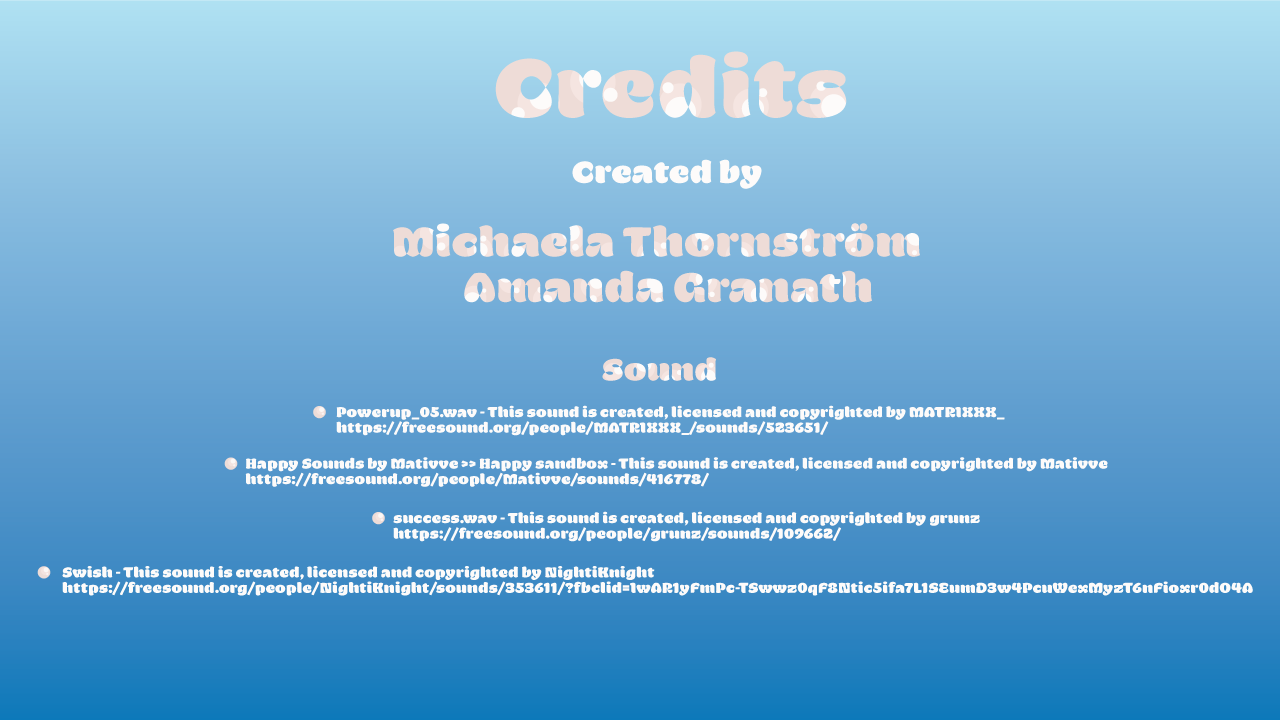 Credits
Created by
Michaela Thornström
Amanda Granath
Sound
Powerup_05.wav - This sound is created, licensed and copyrighted by MATRIXXX_
https://freesound.org/people/MATRIXXX_/sounds/523651/
Happy Sounds by Mativve >> Happy sandbox - This sound is created, licensed and copyrighted by Mativve
https://freesound.org/people/Mativve/sounds/416778/
success.wav - This sound is created, licensed and copyrighted by grunz
https://freesound.org/people/grunz/sounds/109662/
Swish - This sound is created, licensed and copyrighted by NightiKnight
https://freesound.org/people/NightiKnight/sounds/353611/?fbclid=IwAR1yFmPc-TSwwz0qF8Ntic5ifa7L1SEumD3w4PcuWexMyzT6nFioxr0dO4A